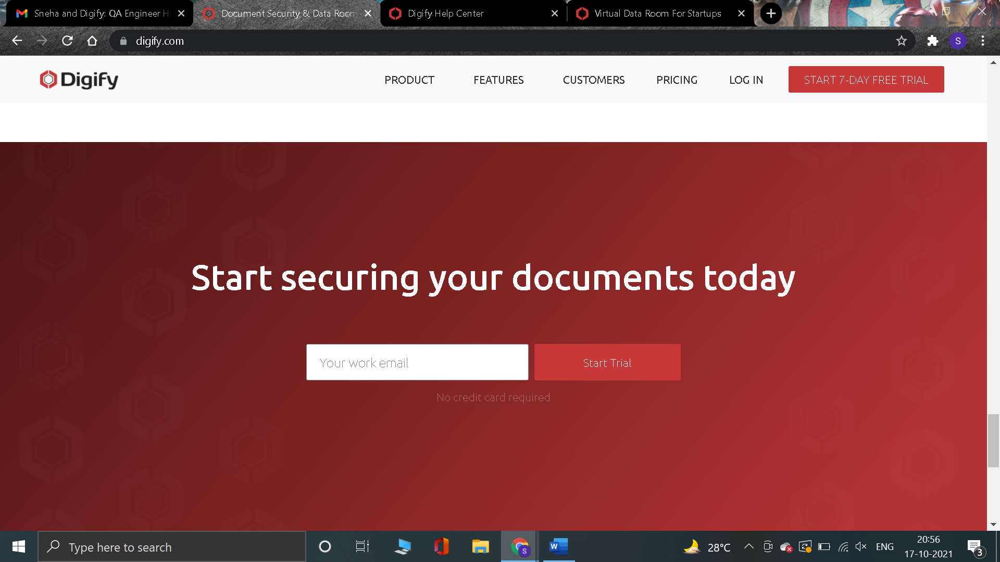 Sneha and Digify: QA Engineer Hi
Document Security & Data Room
Digify Help Center
Virtual Data Room For Startups
digify.com
S
Digify
PRODUCT
FEATURES
CUSTOMERS
PRICING
LOG IN
START 7-DAY FREE TRIAL
Start securing your documents today
Your work email
Start Trial
No credit card required
Type here to search
S
W
28°C
ENG
20:56
17-10-2021
3